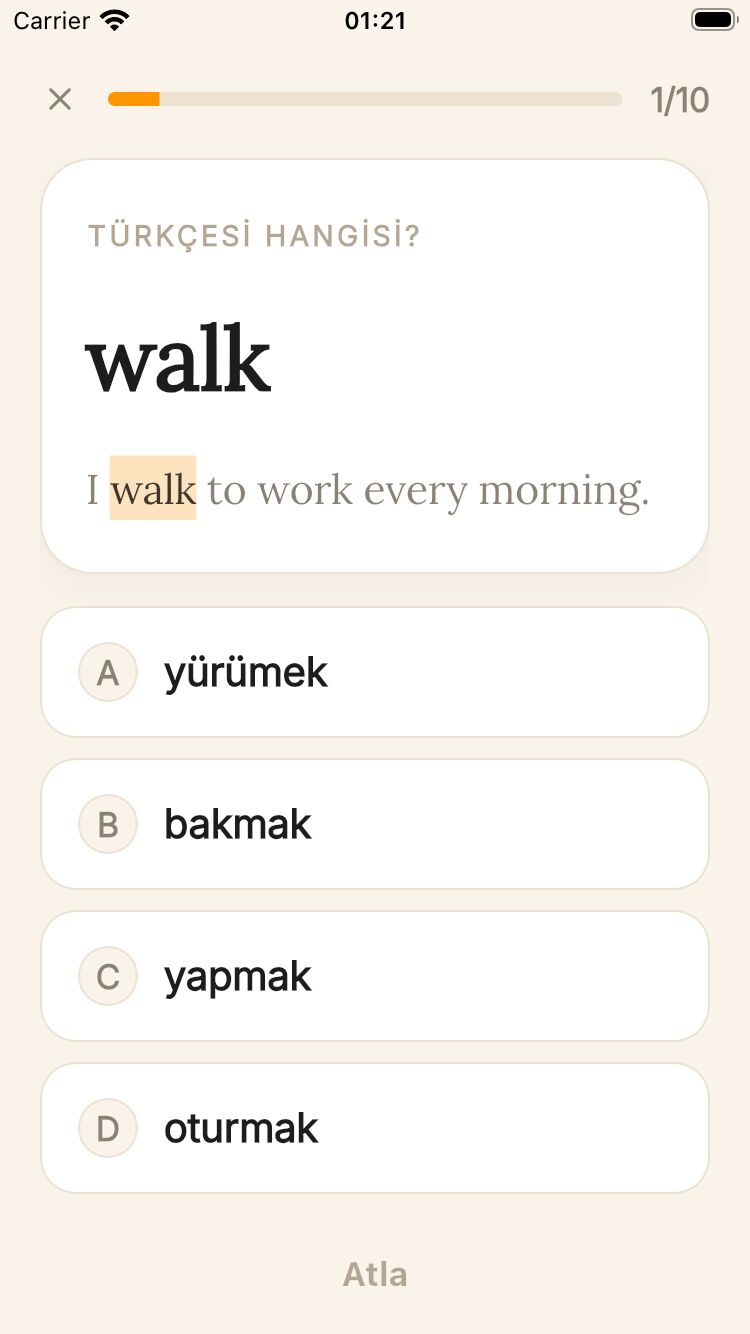 Carrier 01:21
1/10
TÜRKÇESİ HANGİSİ?
walk
I walk to work every morning.
A yürümek
B bakmak
C yapmak
D oturmak
Atla